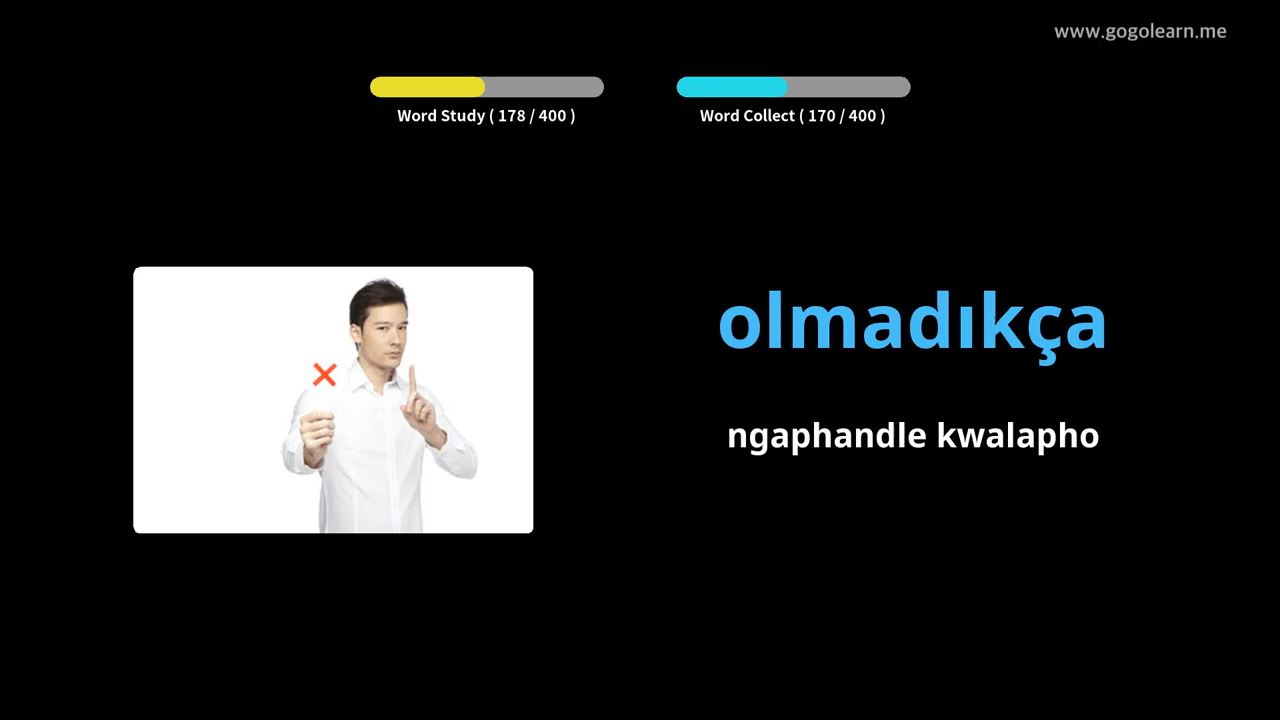 www.gogolearn.me
Word Study ( 178 / 400 )
Word Collect ( 170 / 400 )
olmadıkça
ngaphandle kwalapho